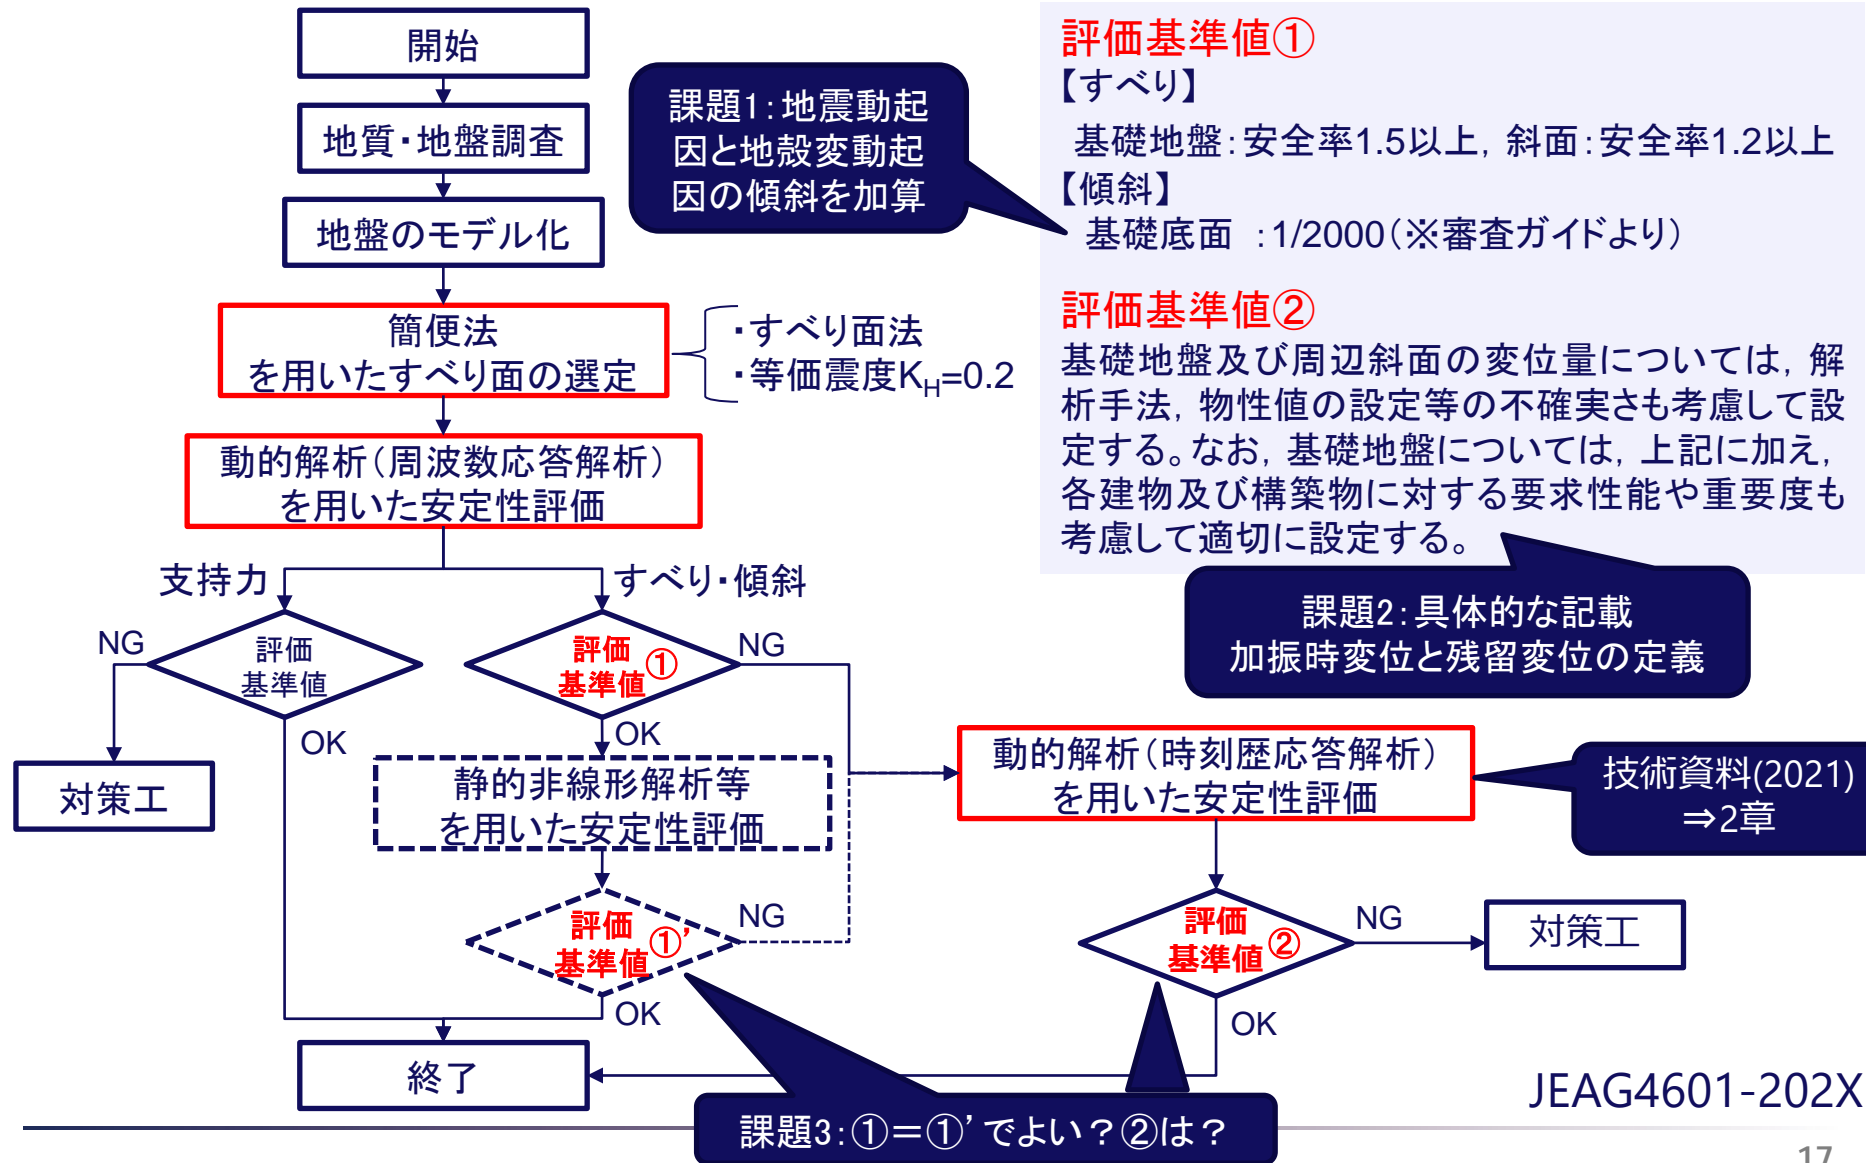 開始
地質・地盤調査
地盤のモデル化
簡便法
を用いたすべり面の選定
・すべり面法
・等価震度KH=0.2
動的解析（周波数応答解析）
を用いた安定性評価
支持力
すべり・傾斜
NG
評価
基準値
OK
対策工
評価
基準値①
NG
OK
静的非線形解析等
を用いた安定性評価
評価
基準値①’
NG
OK
終了
課題1：地震動起
因と地殻変動起
因の傾斜を加算
評価基準値①
【すべり】
基礎地盤：安全率1.5以上，斜面：安全率1.2以上
【傾斜】
基礎底面 ：1/2000（※審査ガイドより）
評価基準値②
基礎地盤及び周辺斜面の変位量については，解
析手法，物性値の設定等の不確実さも考慮して設
定する。なお，基礎地盤については，上記に加え，
各建物及び構築物に対する要求性能や重要度も
考慮して適切に設定する。
課題2：具体的な記載
加振時変位と残留変位の定義
動的解析（時刻歴応答解析）
を用いた安定性評価
技術資料(2021)
⇒2章
評価
基準値②
NG
対策工
OK
課題3：①＝①’でよい？②は？
JEAG4601-202X
17